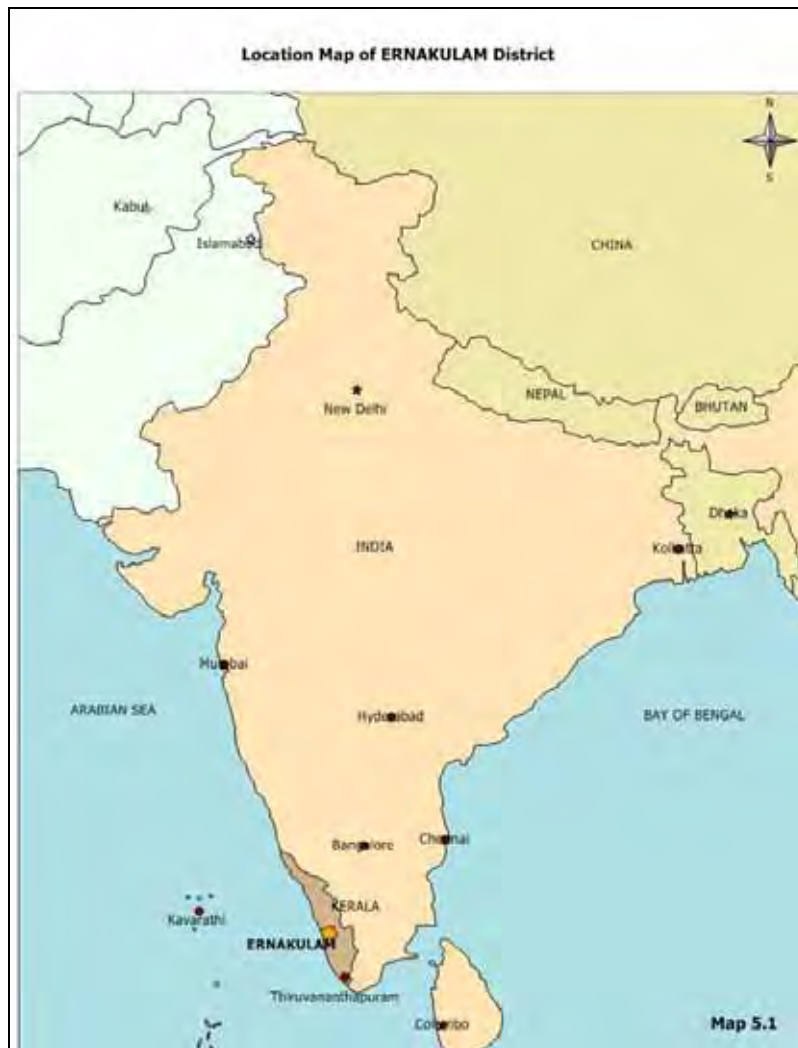 Location Map of ERNAKULAM District
N
S
Kabul
Islamabad
CHINA
New Delhi
NEPAL
BHUTAN
Dhaka
INDIA
Kolkatta
Mumbai
ARABIAN SEA
Hyderabad
BAY OF BENGAL
Bangalore
Chennai
KERALA
Kavarathi
ERNAKULAM
Thiruvananthapuram
Colombo
Map 5.1